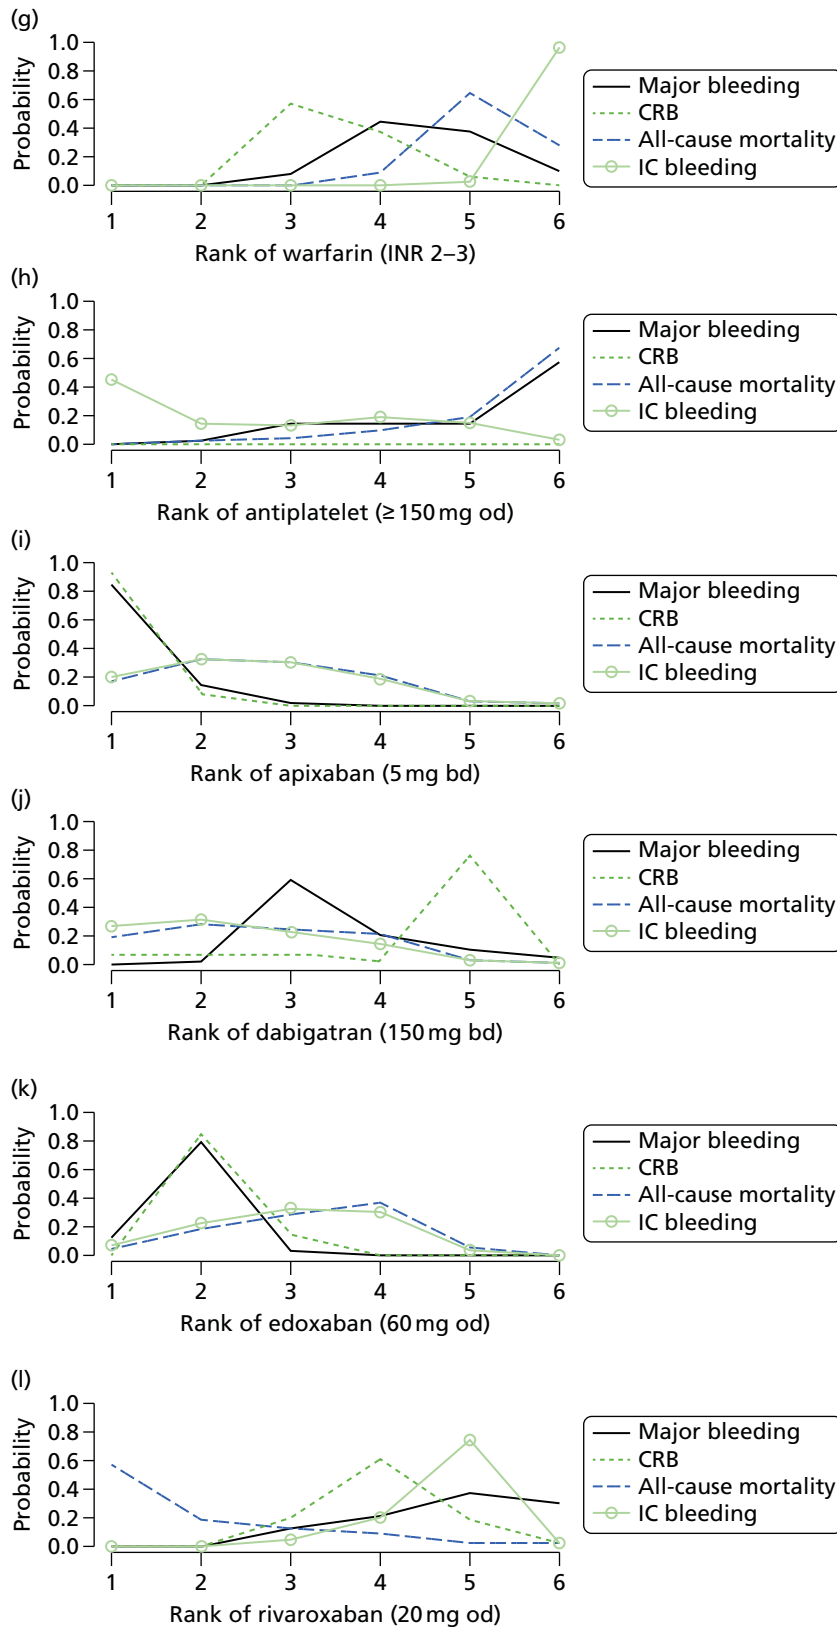 (g)
Probability
1.0
0.8
0.6
0.4
0.2
0.0
1 2 3 4 5 6
Rank of warfarin (INR 2–3)
Major bleeding
CRB
All-cause mortality
IC bleeding
(h)
Probability
1.0
0.8
0.6
0.4
0.2
0.0
1 2 3 4 5 6
Rank of antiplatelet (≥ 150 mg od)
Major bleeding
CRB
All-cause mortality
IC bleeding
(i)
Probability
1.0
0.8
0.6
0.4
0.2
0.0
1 2 3 4 5 6
Rank of apixaban (5 mg bd)
Major bleeding
CRB
All-cause mortality
IC bleeding
(j)
Probability
1.0
0.8
0.6
0.4
0.2
0.0
1 2 3 4 5 6
Rank of dabigatran (150 mg bd)
Major bleeding
CRB
All-cause mortality
IC bleeding
(k)
Probability
1.0
0.8
0.6
0.4
0.2
0.0
1 2 3 4 5 6
Rank of edoxaban (60 mg od)
Major bleeding
CRB
All-cause mortality
IC bleeding
(l)
Probability
1.0
0.8
0.6
0.4
0.2
0.0
1 2 3 4 5 6
Rank of rivaroxaban (20 mg od)
Major bleeding
CRB
All-cause mortality
IC bleeding